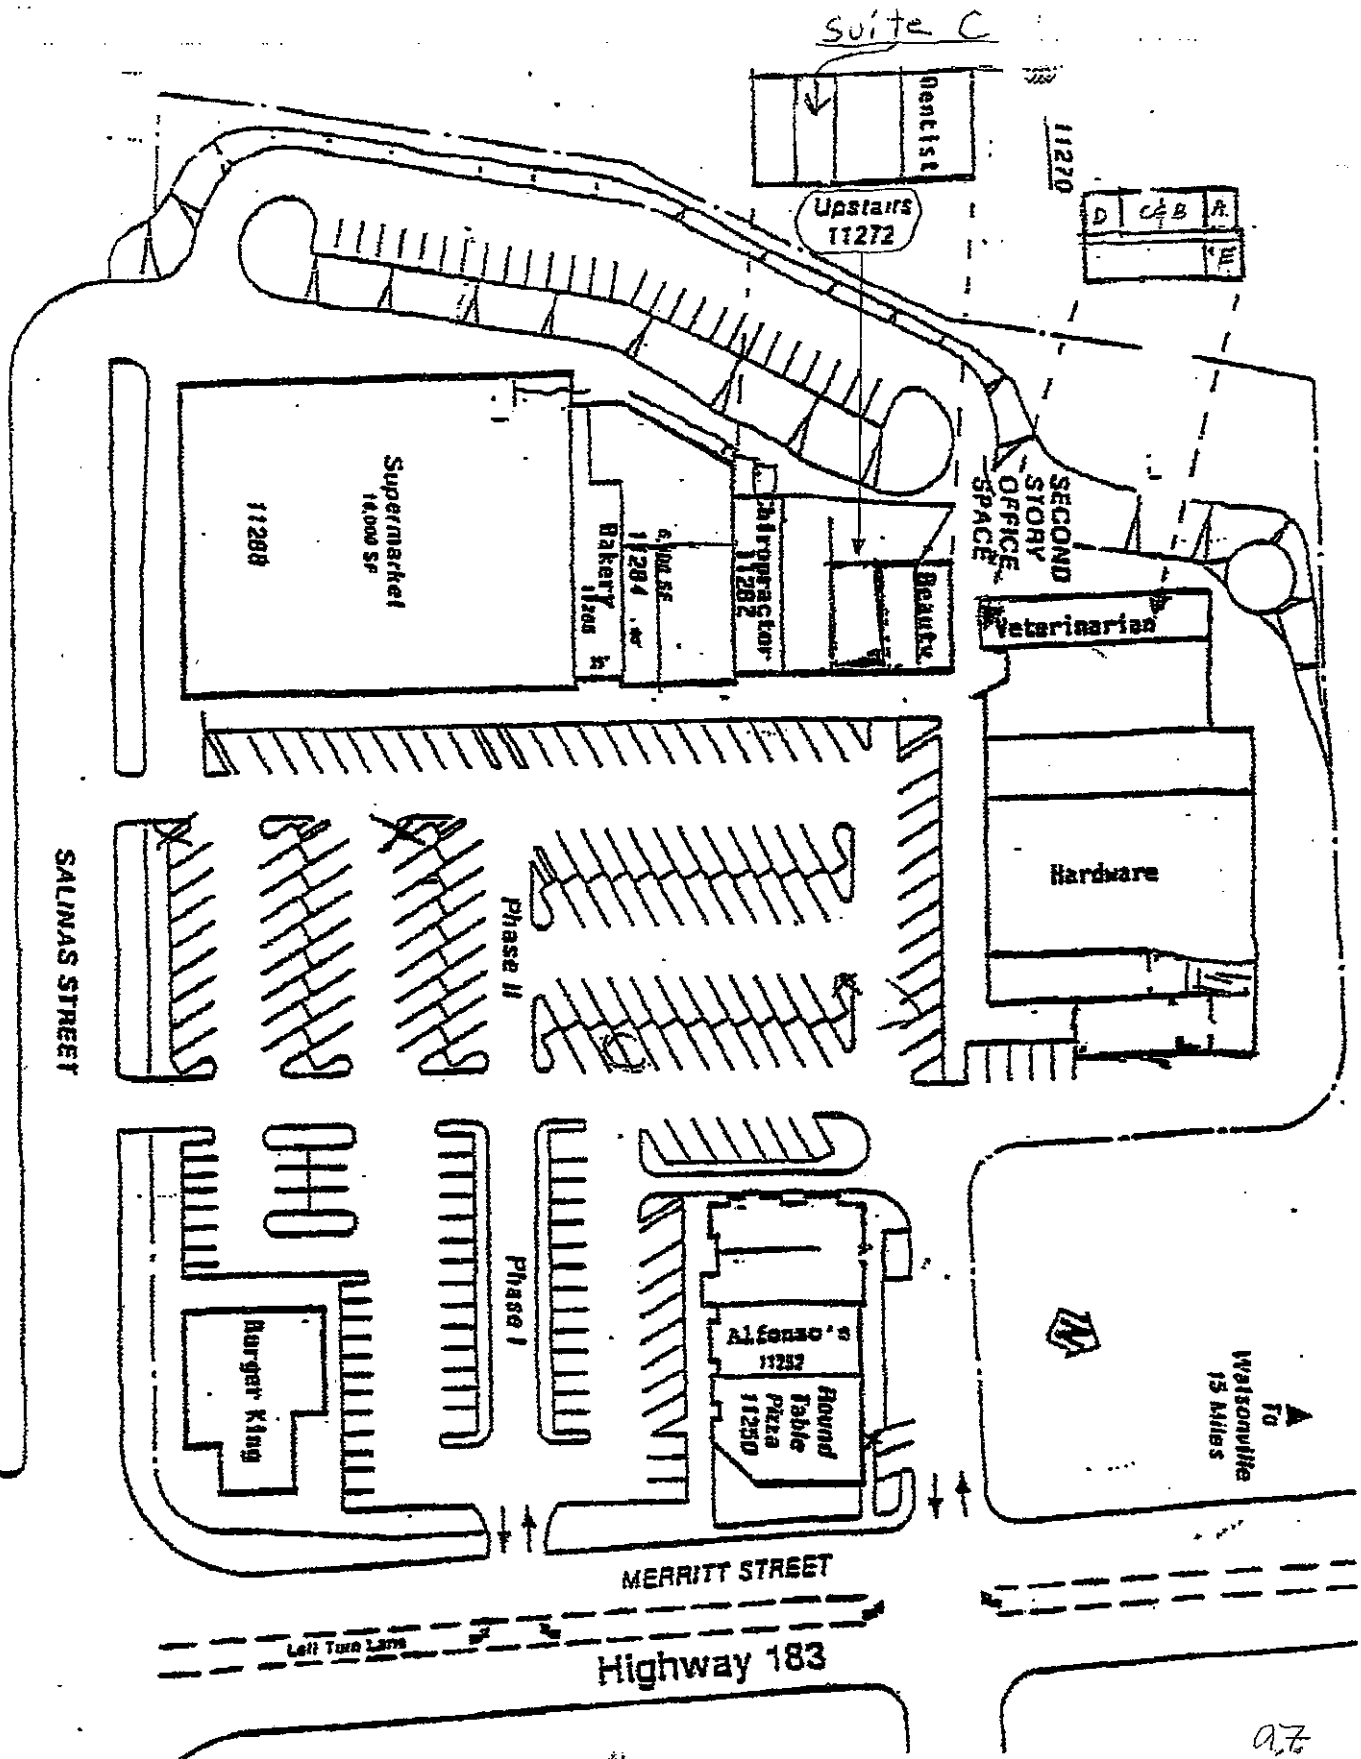 Suite C
Dentist
11270
Upstairs
11272
D
C&B
A.
E
SECOND
STORY
OFFICE
SPACE
Supermarket
11288
Bakery
11284
Chiropractor
11282
Beauty
Veterinarian
Hardware
SALINAS STREET
Phase II
Phase I
Burger King
Alfonso's
11252
Round
Table
Pizza
11250
N
To
Watsonville
15 Miles
MERRITT STREET
Left Turn Lane
Highway 183